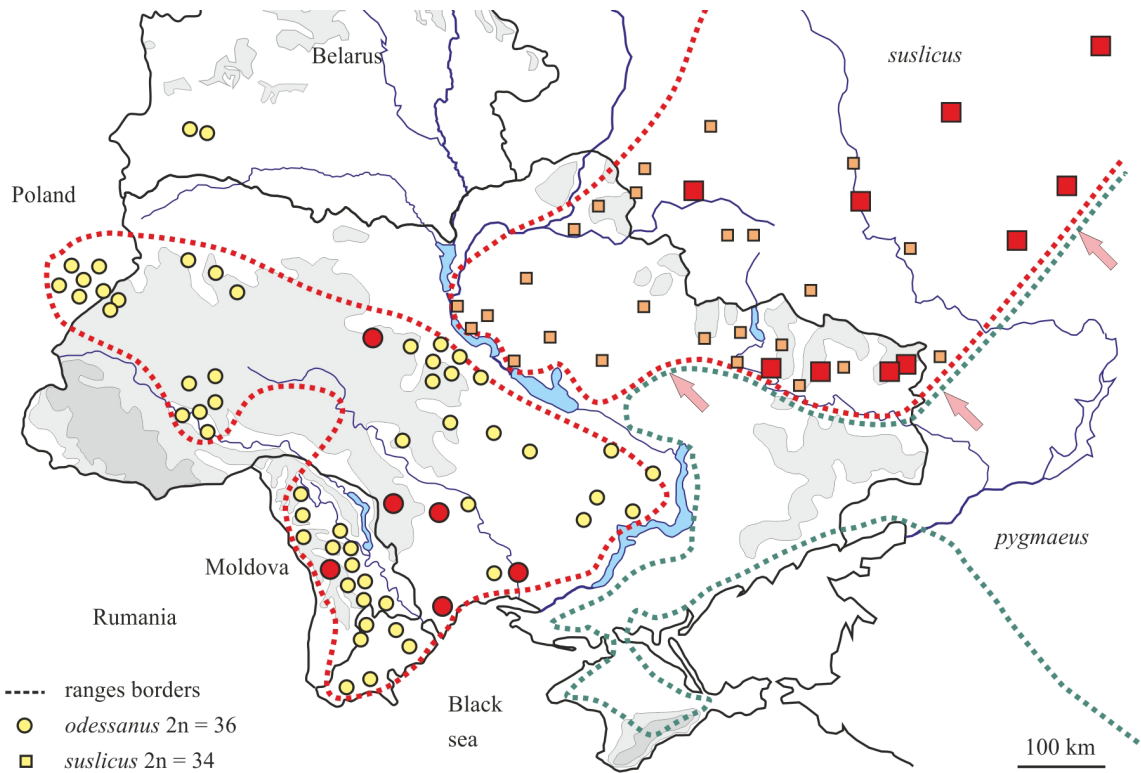 Belarus
suslicus
Poland
Moldova
pygmaeus
Rumania
ranges borders
Black
sea
odessanus 2n = 36
suslicus 2n = 34
100 km